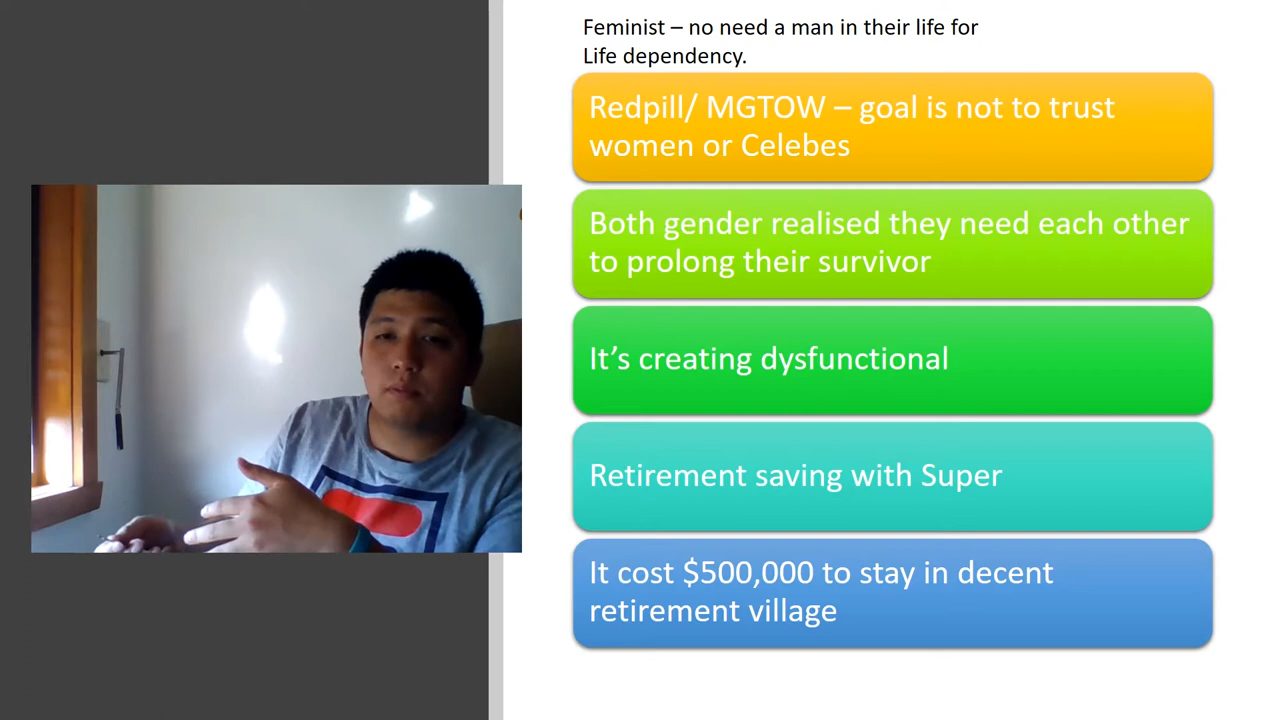 Feminist – no need a man in their life for
Life dependency.
Redpill/ MGTOW – goal is not to trust
women or Celebes
Both gender realised they need each other
to prolong their survivor
It’s creating dysfunctional
Retirement saving with Super
It cost $500,000 to stay in decent
retirement village